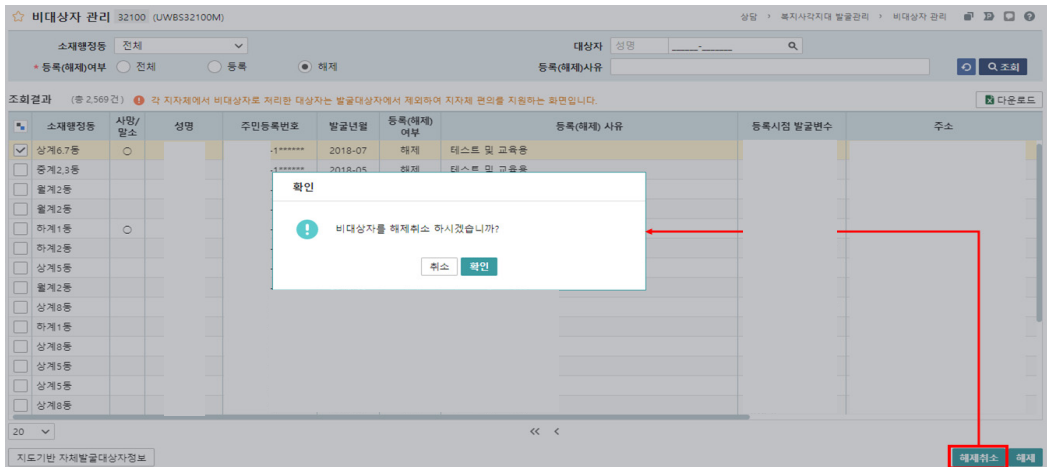 비대상자 관리 32100 (UWBS32100M)
상담 > 복지사각지대 발굴관리 > 비대상자 관리
소재행정동 전체 대상자 성명 ______-_______
* 등록(해제)여부 전체 등록 해제 등록(해제)사유 조회
조회결과 (총 2,569건) 각 지자체에서 비대상자로 처리한 대상자는 발굴대상자에서 제외하여 지자체 편의를 지원하는 화면입니다. 다운로드
소재행정동 사망/말소 성명 주민등록번호 발굴년월 등록(해제)여부 등록(해제) 사유 등록시점 발굴변수 주소
상계6.7동 ○ -1****** 2018-07 해제 테스트 및 교육용
중계2,3동 -1****** 2018-05 해제 테스트 및 교육용
월계2동
월계2동
하계1동 ○
하계2동
상계5동
월계2동
상계8동
하계1동
상계8동
상계5동
상계5동
상계8동
확인
비대상자를 해제취소 하시겠습니까?
취소 확인
20
지도기반 자체발굴대상자정보 해제취소 해제